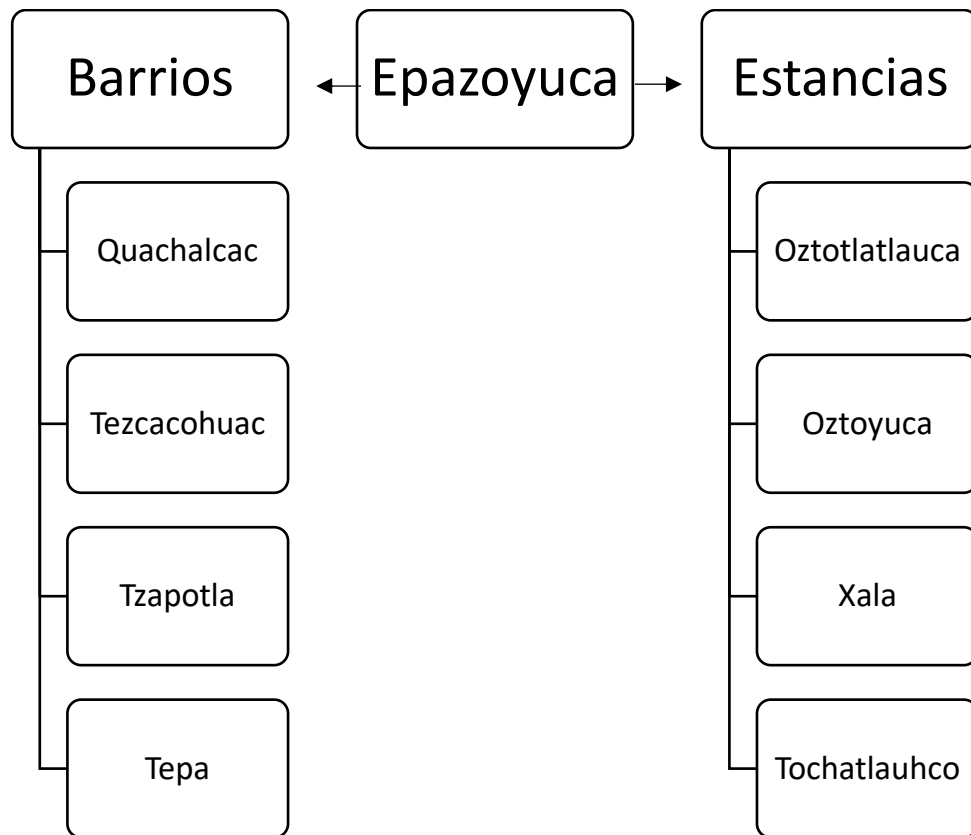 Barrios
Epazoyuca
Estancias
Quachalcac
Tezcacohuac
Tzapotla
Tepa
Oztotlatlauca
Oztoyuca
Xala
Tochatlauhco